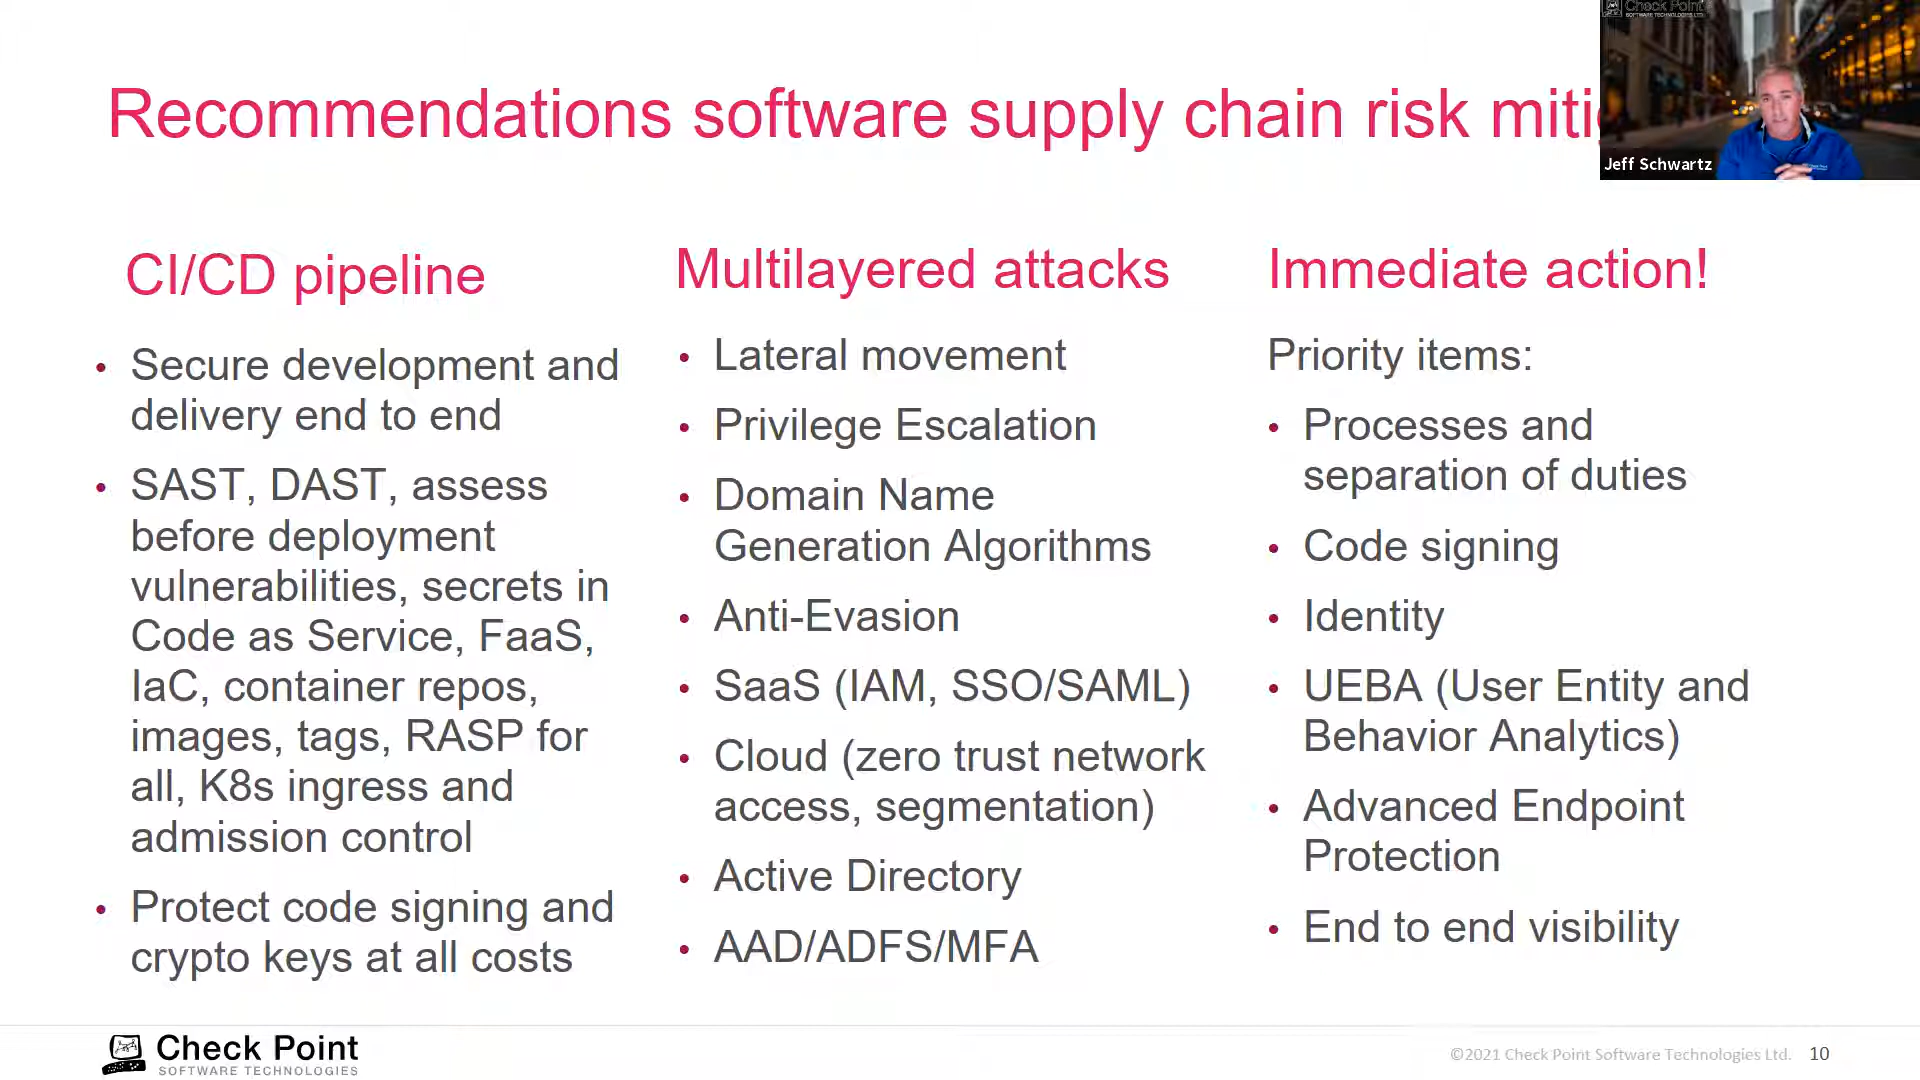 Check Point
SOFTWARE TECHNOLOGIES LTD.
Jeff Schwartz
Recommendations software supply chain risk
CI/CD pipeline
• Secure development and
delivery end to end
• SAST, DAST, assess
before deployment
vulnerabilities, secrets in
Code as Service, FaaS,
IaC, container repos,
images, tags, RASP for
all, K8s ingress and
admission control
• Protect code signing and
crypto keys at all costs
Multilayered attacks
• Lateral movement
• Privilege Escalation
• Domain Name
Generation Algorithms
• Anti-Evasion
• SaaS (IAM, SSO/SAML)
• Cloud (zero trust network
access, segmentation)
• Active Directory
• AAD/ADFS/MFA
Immediate action!
Priority items:
• Processes and
separation of duties
• Code signing
• Identity
• UEBA (User Entity and
Behavior Analytics)
• Advanced Endpoint
Protection
• End to end visibility
Check Point
SOFTWARE TECHNOLOGIES
©2021 Check Point Software Technologies Ltd. 10